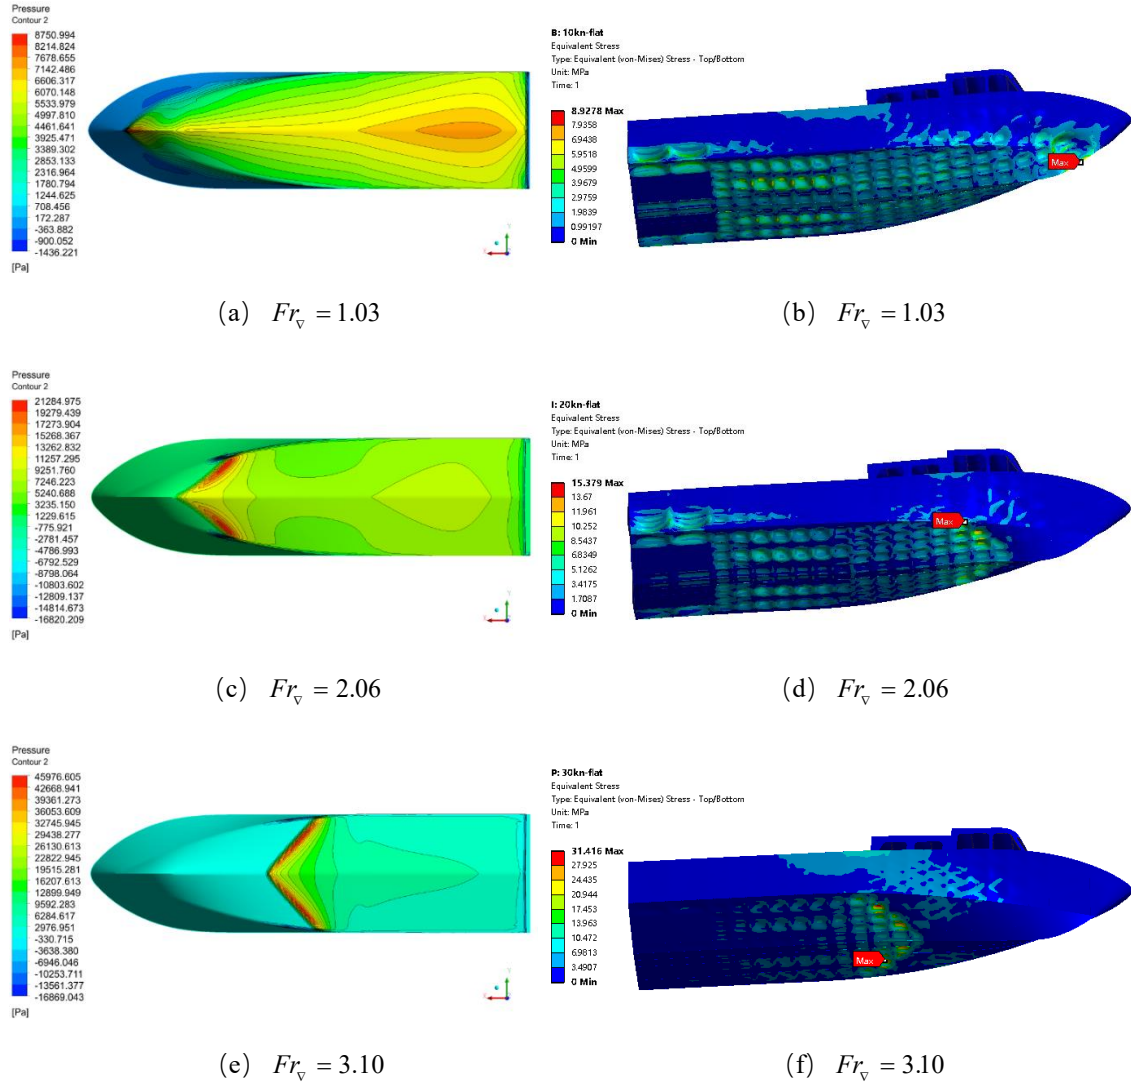 Pressure
Contour 2
8750.994
8214.824
7678.655
7142.486
6606.317
6070.148
5533.979
4997.810
4461.641
3925.471
3389.302
2853.133
2316.964
1780.794
1244.625
708.456
172.287
-363.882
-900.052
-1436.221
[Pa]
B: 10kn-flat
Equivalent Stress
Type: Equivalent (von-Mises) Stress - Top/Bottom
Unit: MPa
Time: 1
8.9278 Max
7.9358
6.9438
5.9518
4.9599
3.9679
2.9759
1.9839
0.99197
0 Min
Max
(a) Fr∇ = 1.03
(b) Fr∇ = 1.03
Pressure
Contour 2
21284.975
19279.439
17273.904
15268.367
13262.832
11257.295
9251.760
7246.223
5240.688
3235.150
1229.615
-775.921
-2781.457
-4786.993
-6792.529
-8798.064
-10803.602
-12809.137
-14814.673
-16820.209
[Pa]
I: 20kn-flat
Equivalent Stress
Type: Equivalent (von-Mises) Stress - Top/Bottom
Unit: MPa
Time: 1
15.379 Max
13.67
11.961
10.252
8.5437
6.8349
5.1262
3.4175
1.7087
0 Min
Max
(c) Fr∇ = 2.06
(d) Fr∇ = 2.06
Pressure
Contour 2
45976.605
42668.941
39361.273
36053.609
32745.945
29438.277
26130.613
22822.945
19515.281
16207.613
12899.949
9592.283
6284.617
2976.951
-330.715
-3638.380
-6946.046
-10253.711
-13561.377
-16869.043
[Pa]
P: 30kn-flat
Equivalent Stress
Type: Equivalent (von-Mises) Stress - Top/Bottom
Unit: MPa
Time: 1
31.416 Max
27.925
24.435
20.944
17.453
13.963
10.472
6.9813
3.4907
0 Min
Max
(e) Fr∇ = 3.10
(f) Fr∇ = 3.10